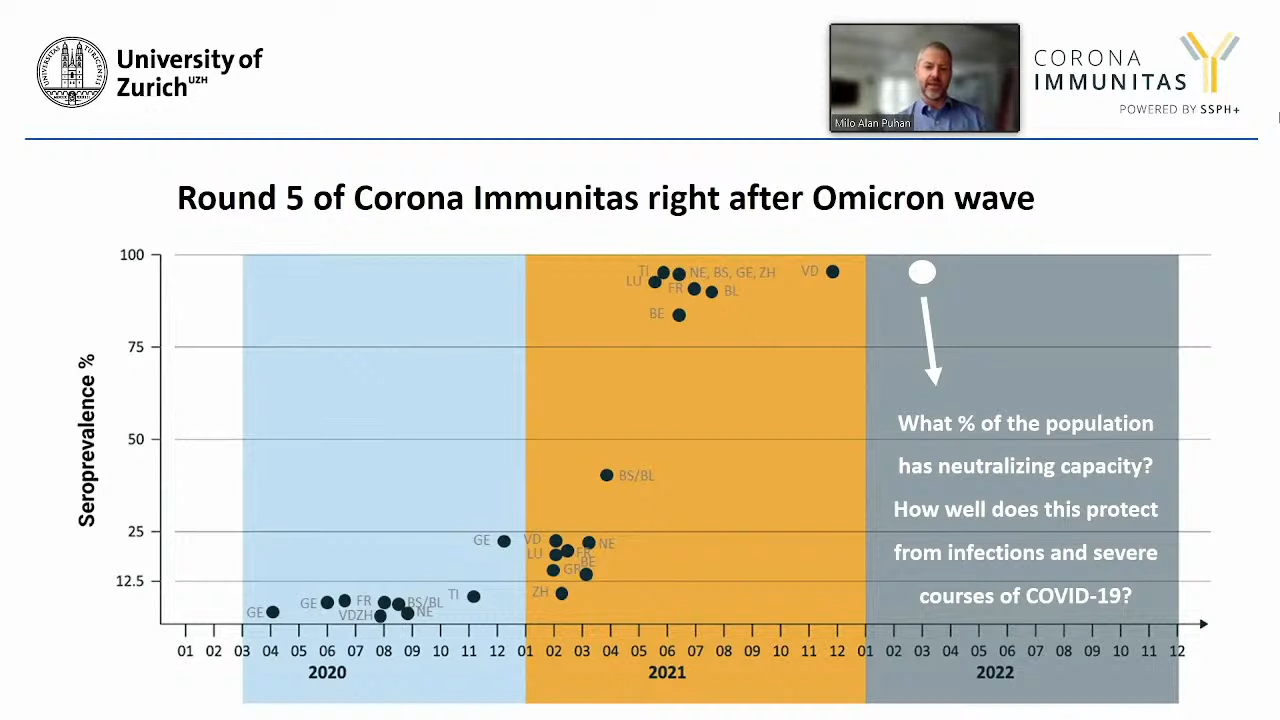 University of
Zurich UZH
Milo Alan Puhan
CORONA
IMMUNITAS
POWERED BY SSPH+
Round 5 of Corona Immunitas right after Omicron wave
Seroprevalence %
100
75
50
25
12.5
TI
NE, BS, GE, ZH
VD
LU
FR
BL
BE
BS/BL
GE
VD
NE
LU
FR
BE
GR
ZH
TI
GE
GE
FR
BS/BL
VDZH
NE
What % of the population
has neutralizing capacity?
How well does this protect
from infections and severe
courses of COVID-19?
01 02 03 04 05 06 07 08 09 10 11 12 01 02 03 04 05 06 07 08 09 10 11 12 01 02 03 04 05 06 07 08 09 10 11 12
2020 2021 2022